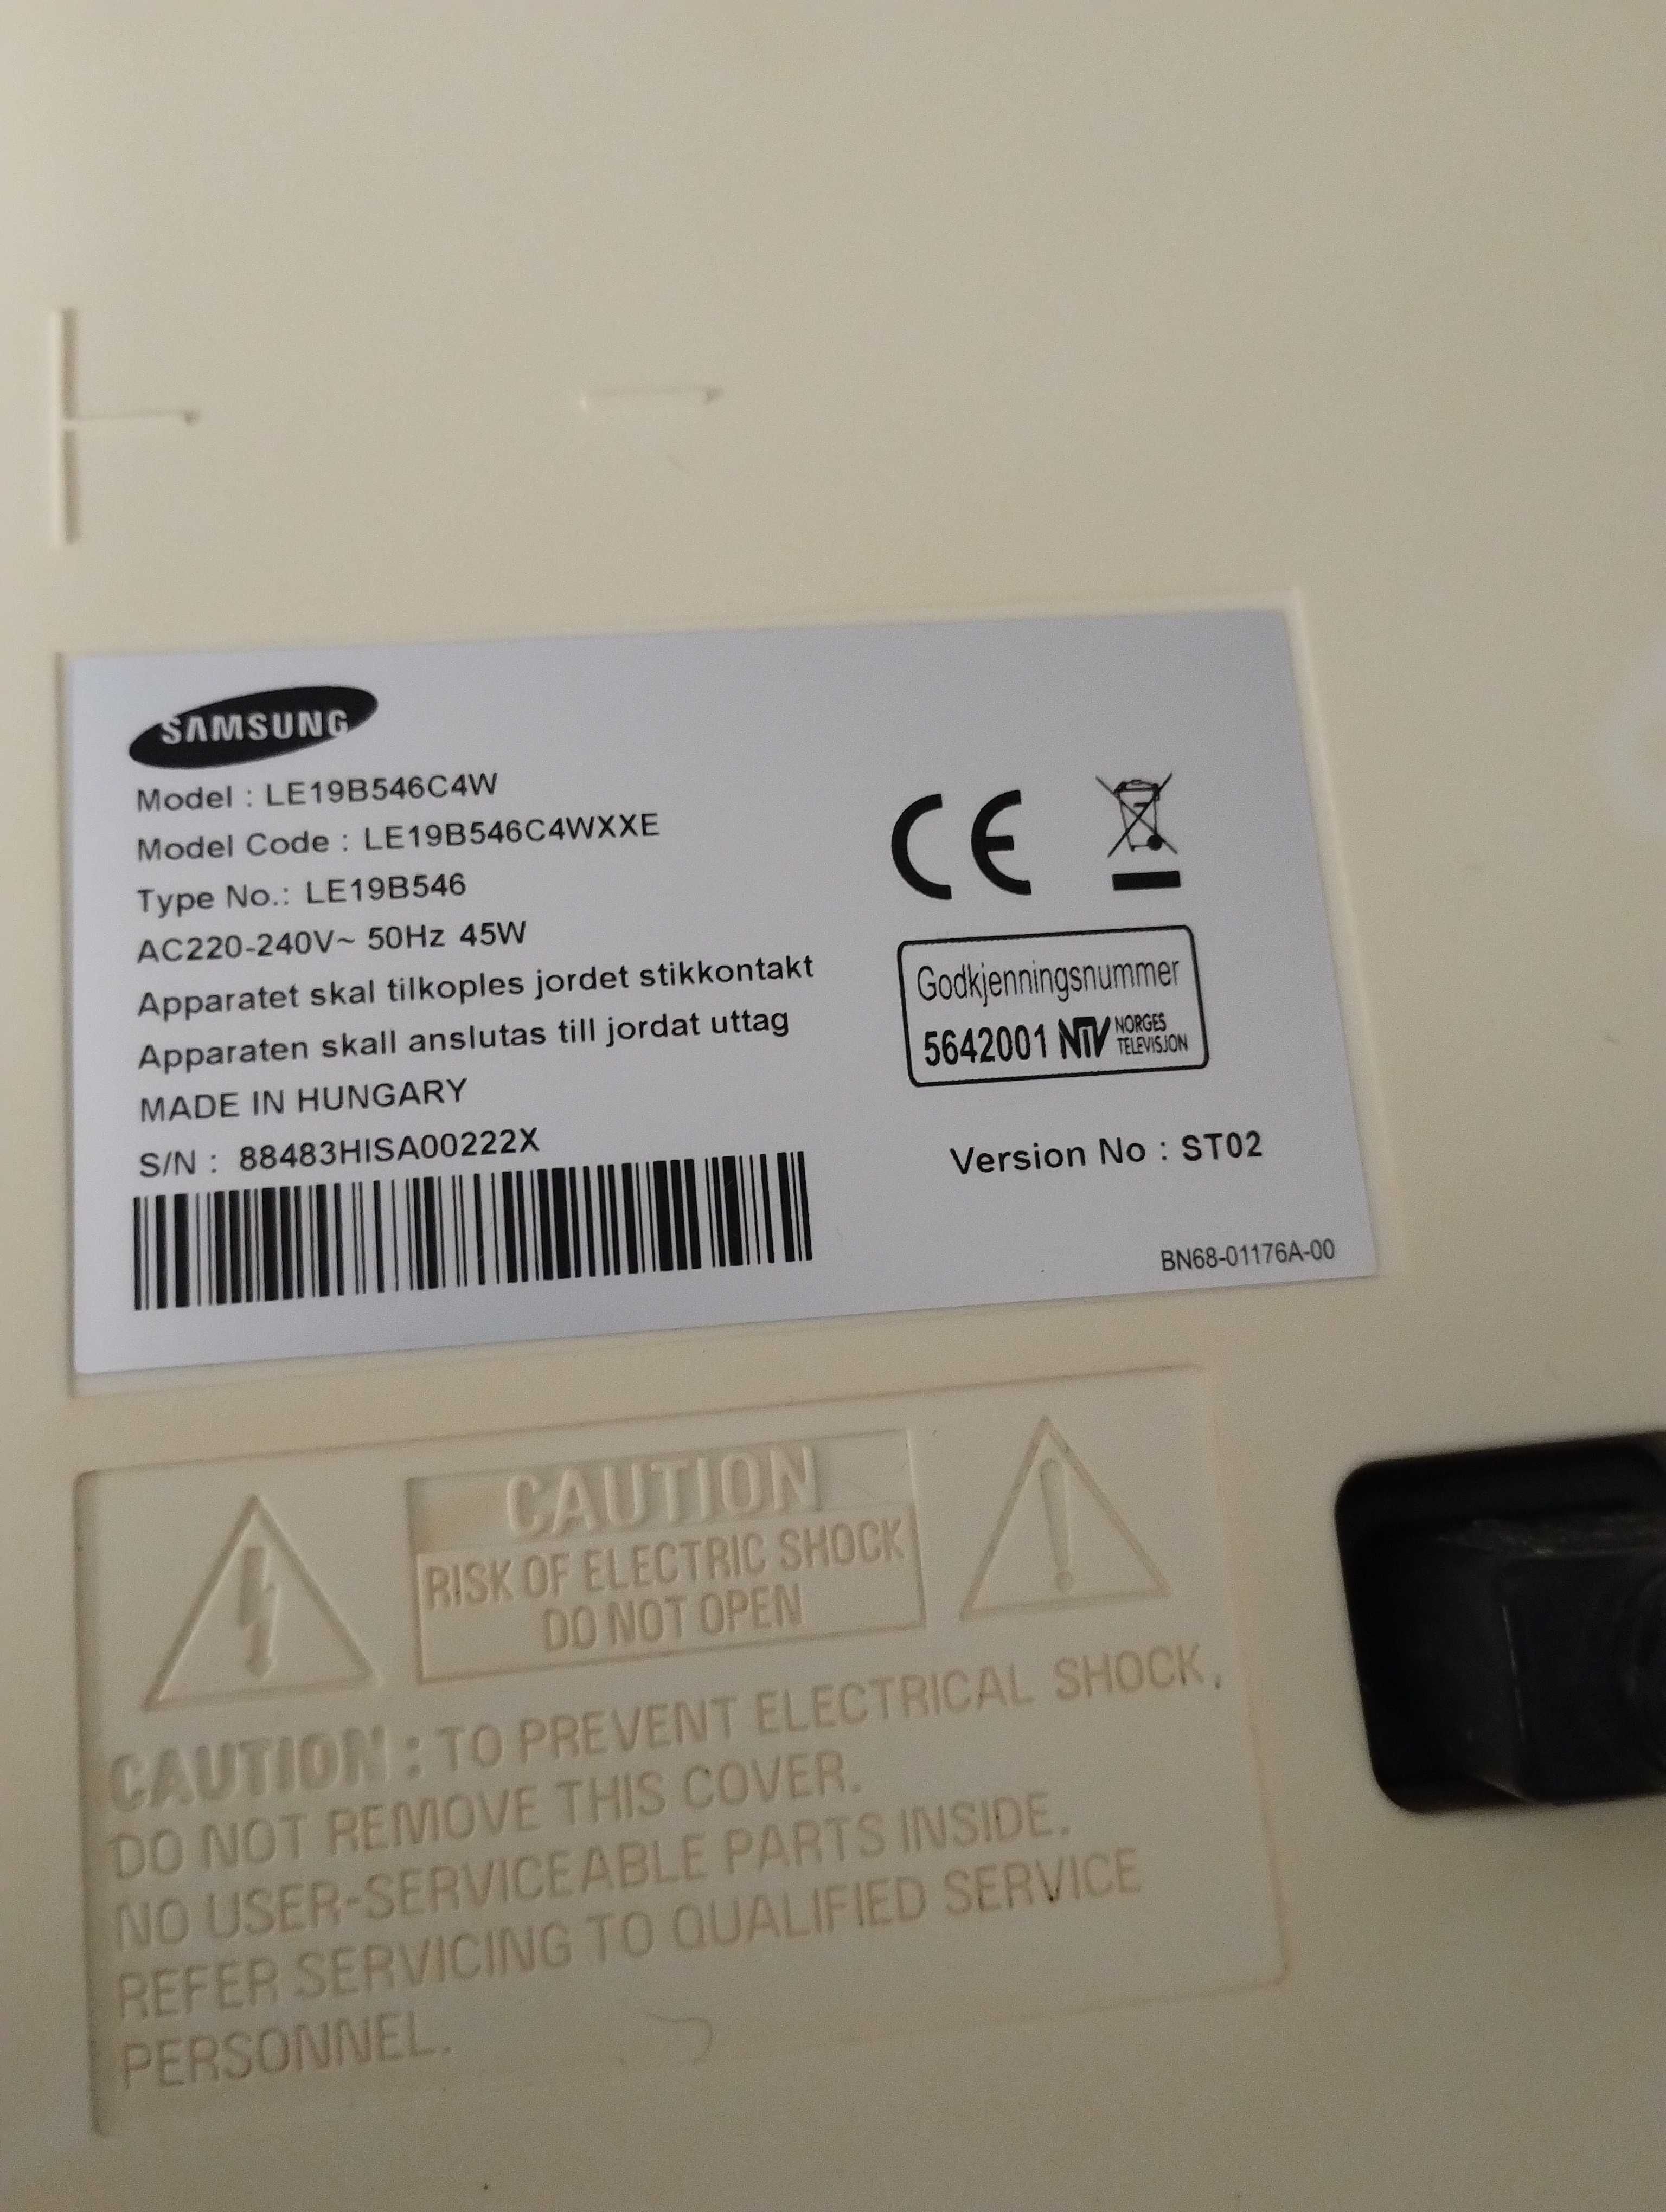 SAMSUNG
Model : LE19B546C4W
Model Code : LE19B546C4WXXE
Type No.: LE19B546
AC220-240V~ 50Hz 45W
Apparatet skal tilkoples jordet stikkontakt
Apparaten skall anslutas till jordat uttag
MADE IN HUNGARY
S/N : 88483HISA00222X
CE
Godkjenningsnummer
5642001 NTV NORGES
TELEVISJON
Version No : ST02
BN68-01176A-00
CAUTION
RISK OF ELECTRIC SHOCK
DO NOT OPEN
CAUTION : TO PREVENT ELECTRICAL SHOCK,
DO NOT REMOVE THIS COVER.
NO USER-SERVICEABLE PARTS INSIDE.
REFER SERVICING TO QUALIFIED SERVICE
PERSONNEL.